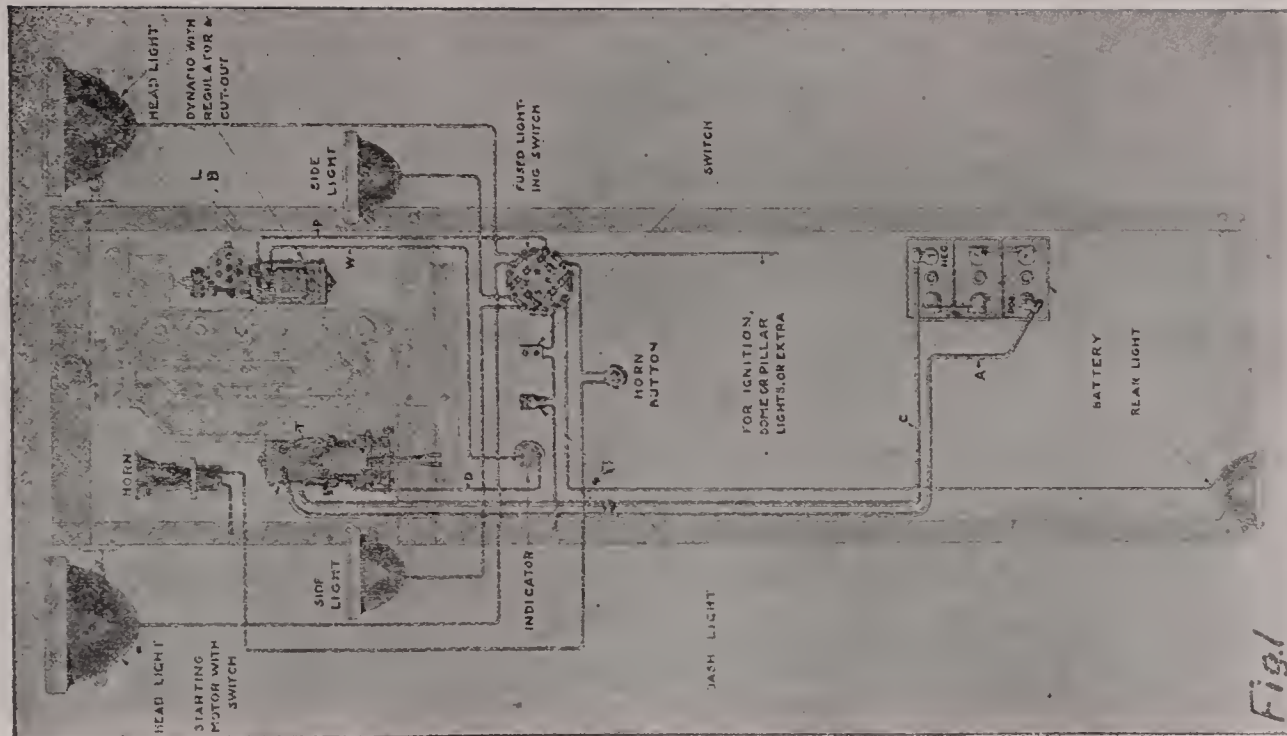 HEAD LIGHT
DYNAMO WITH
REGULATOR &
CUT-OUT
L
B
SIDE
LIGHT
P
W
FUSED LIGHT-
ING SWITCH
SWITCH
NEG
POS
HORN
T
HORN
BUTTON
FOR IGNITION,
DOME OR PILLAR
LIGHTS, OR EXTRA
C
A
BATTERY
REAR LIGHT
D
SIDE
LIGHT
INDICATOR
HEAD LIGHT
STARTING
MOTOR WITH
SWITCH
DASH LIGHT
Fig. 1